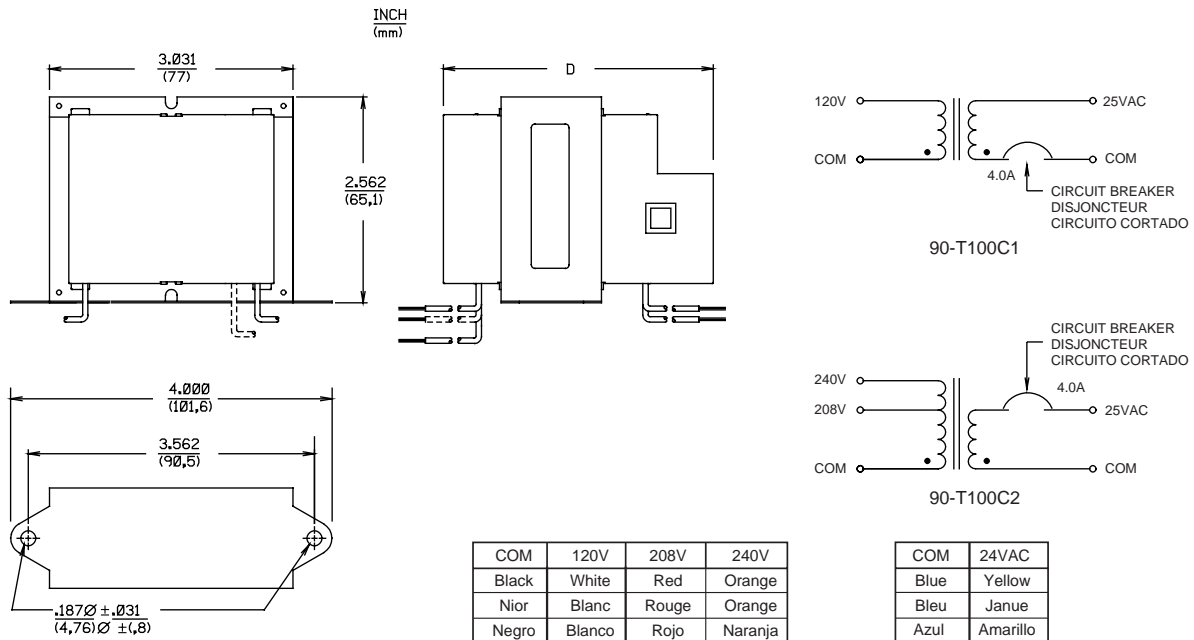 INCH
(mm)
3.031
(77)
D
2.562
(65,1)
120V
25VAC
COM
COM
4.0A
CIRCUIT BREAKER
DISJONCTEUR
CIRCUITO CORTADO
90-T100C1
CIRCUIT BREAKER
DISJONCTEUR
CIRCUITO CORTADO
4.0A
240V
208V
25VAC
COM
COM
90-T100C2
4.000
(101,6)
3.562
(90,5)
.187Ø ±.031
(4,76)Ø ±(,8)
COM 120V 208V 240V
Black White Red Orange
Nior Blanc Rouge Orange
Negro Blanco Rojo Naranja
COM 24VAC
Blue Yellow
Bleu Janue
Azul Amarillo